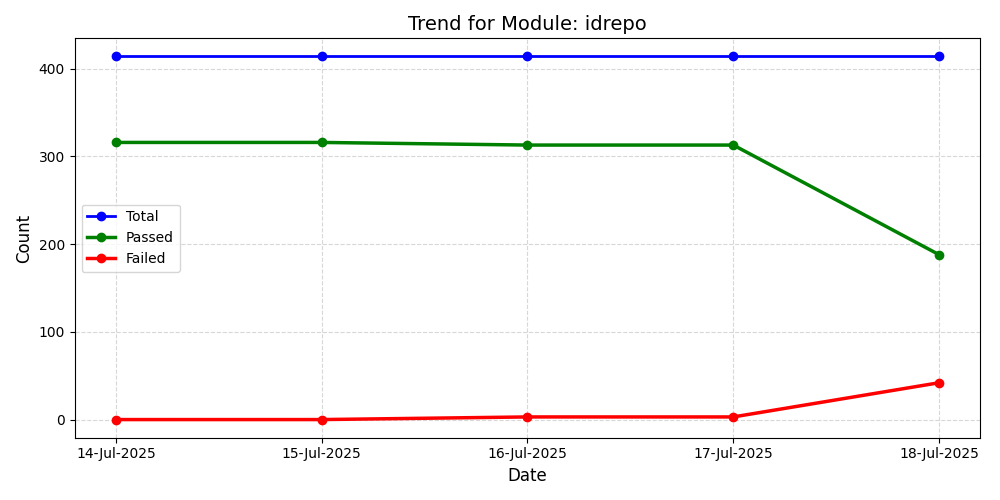 Trend for Module: idrepo
400
300
200
100
0
Count
Total
Passed
Failed
14-Jul-2025
15-Jul-2025
16-Jul-2025
17-Jul-2025
18-Jul-2025
Date